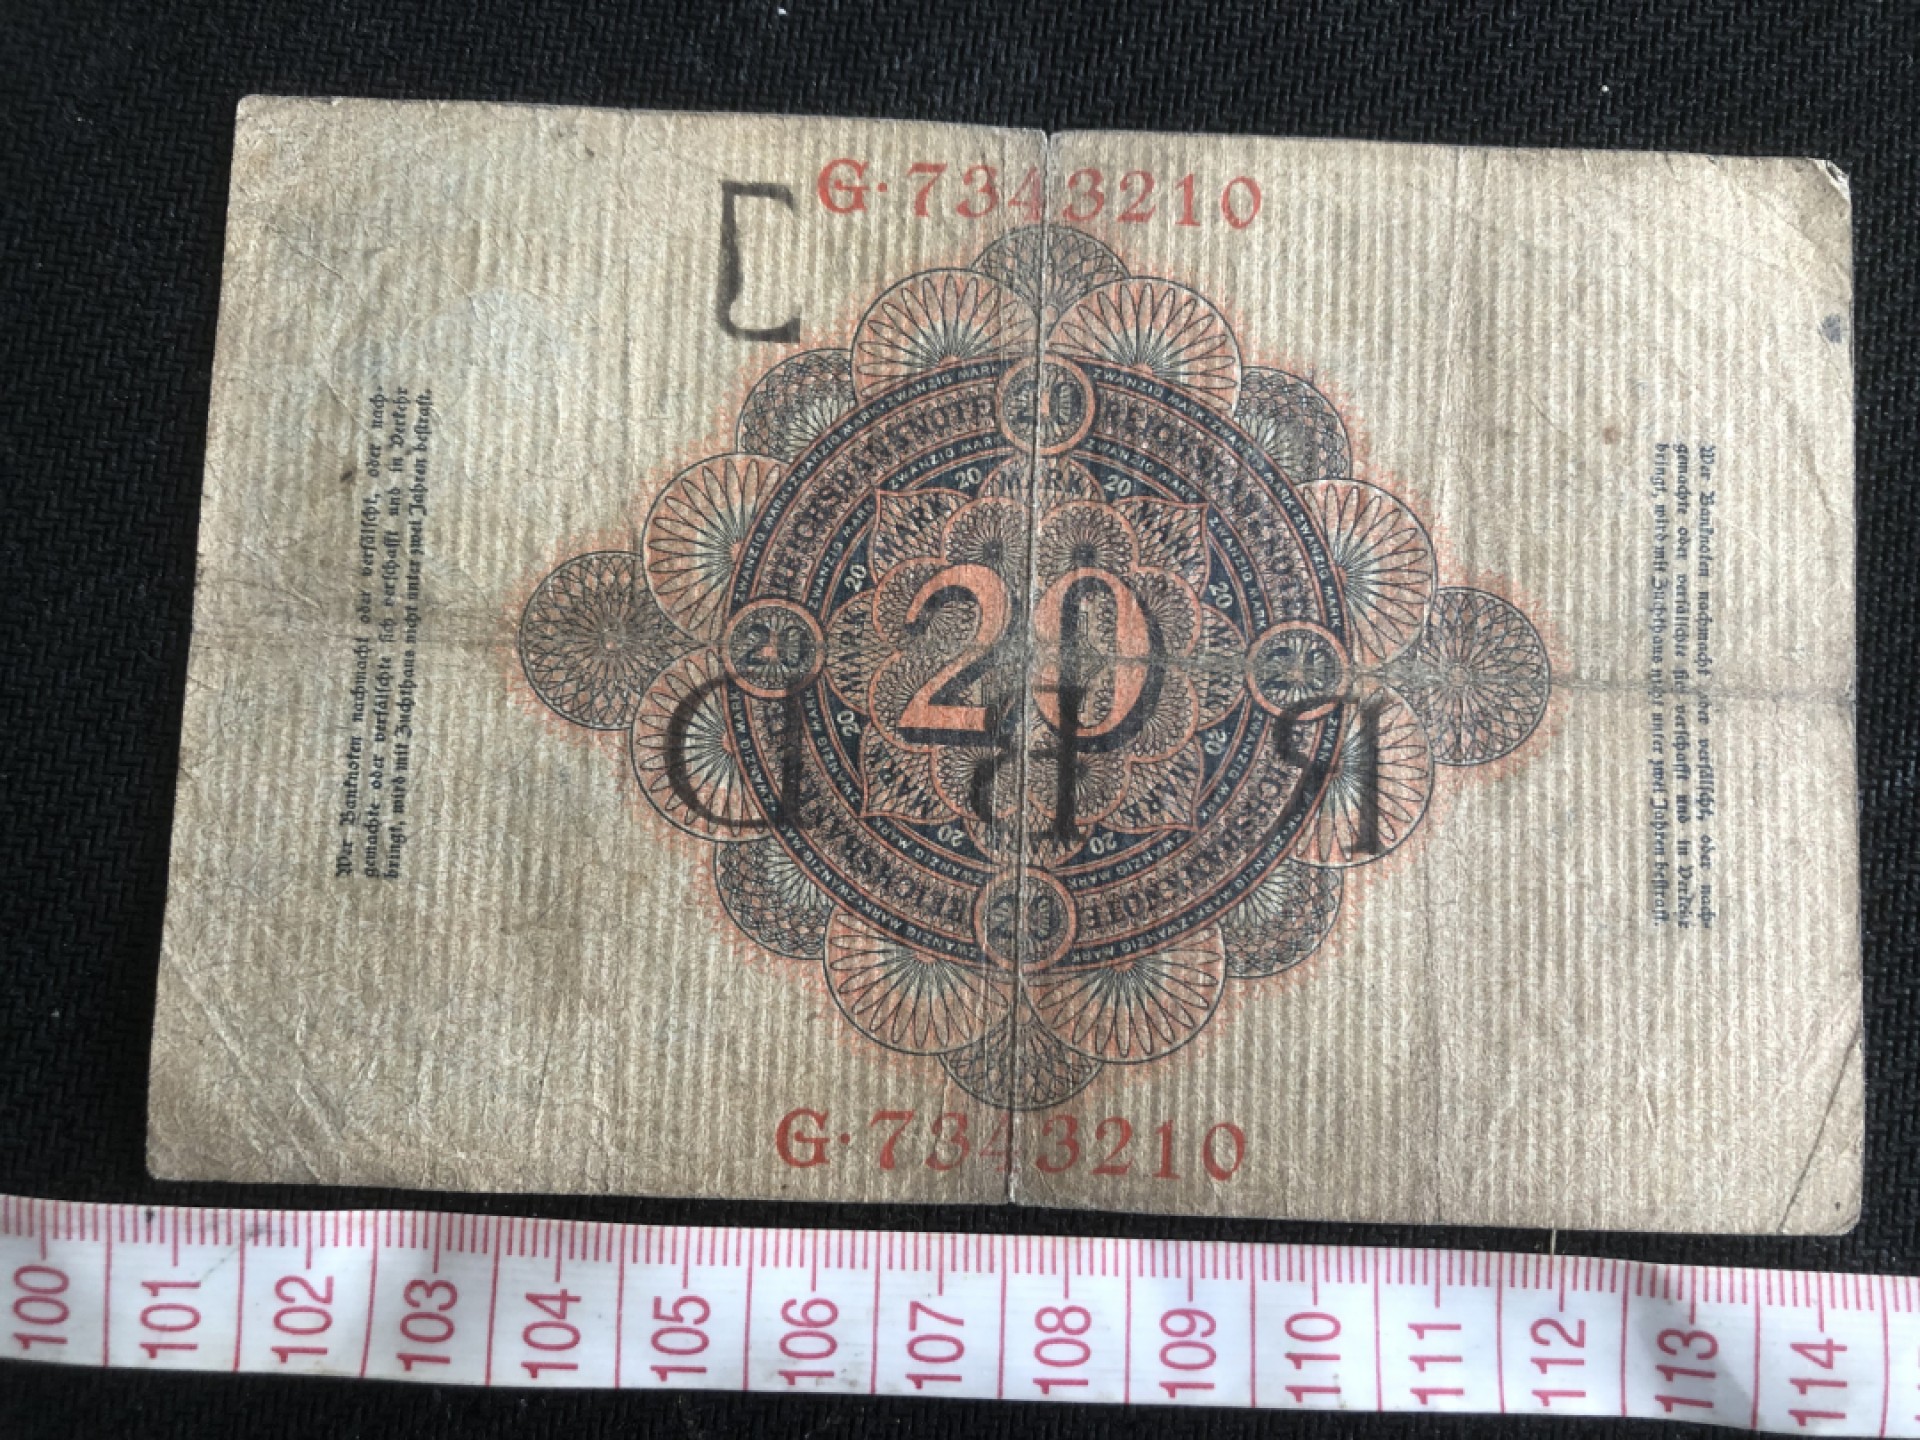 G·7343210
Wer Banknoten nachmacht oder verfälscht, oder nach-
gemachte oder verfälschte sich verschafft und in Verkehr
bringt, wird mit Zuchthaus nicht unter zwei Jahren bestraft.
ZWANZIG MARK
REICHSBANKNOTE
20
MARK
20
REICHSBANKNOTE
ZWANZIG MARK
Wer Banknoten nachmacht oder verfälscht, oder nach-
gemachte oder verfälschte sich verschafft und in Verkehr
bringt, wird mit Zuchthaus nicht unter zwei Jahren bestraft.
G·7343210
100 101 102 103 104 105 106 107 108 109 110 111 112 113 114